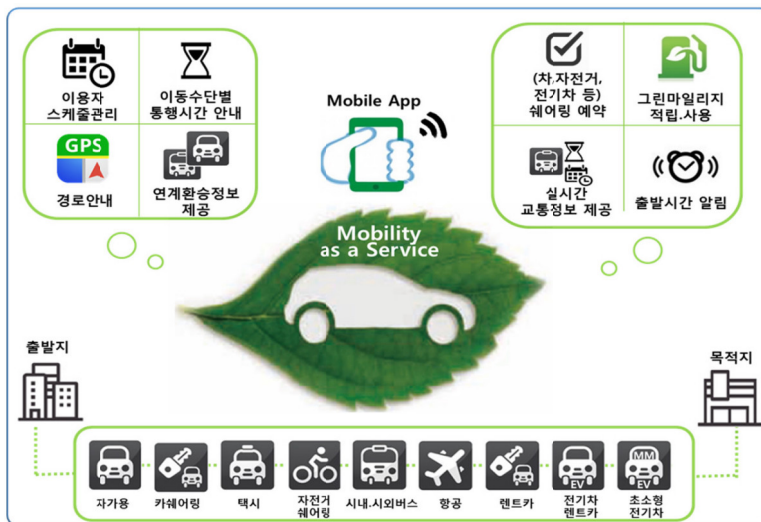 이용자
스케줄관리
이동수단별
통행시간 안내
GPS
경로안내
연계환승정보
제공
Mobile App
(차,자전거,
전기차 등)
쉐어링 예약
그린마일리지
적립.사용
실시간
교통정보 제공
출발시간 알림
Mobility
as a Service
출발지
목적지
자가용
카쉐어링
택시
자전거
쉐어링
시내.시외버스
항공
렌트카
EV
전기차
렌트카
MM
EV
초소형
전기차